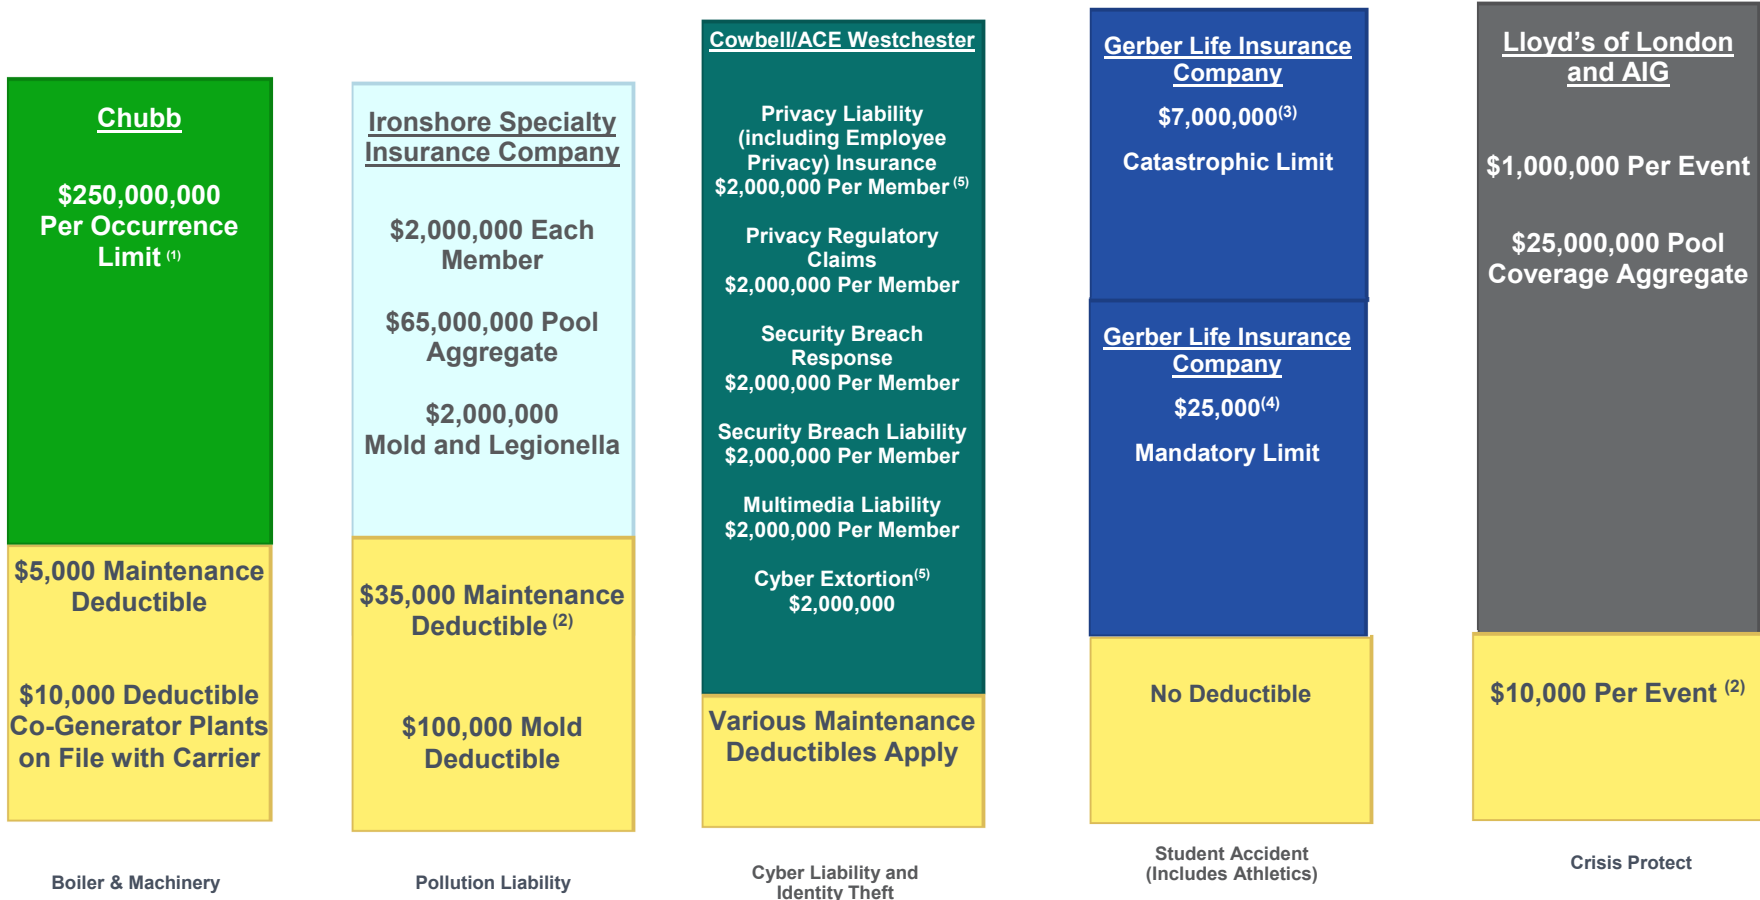 Chubb
$250,000,000
Per Occurrence
Limit (1)
$5,000 Maintenance
Deductible
$10,000 Deductible
Co-Generator Plants
on File with Carrier
Boiler & Machinery
Ironshore Specialty
Insurance Company
$2,000,000 Each
Member
$65,000,000 Pool
Aggregate
$2,000,000
Mold and Legionella
$35,000 Maintenance
Deductible (2)
$100,000 Mold
Deductible
Pollution Liability
Cowbell/ACE Westchester
Privacy Liability
(including Employee
Privacy) Insurance
$2,000,000 Per Member (5)
Privacy Regulatory
Claims
$2,000,000 Per Member
Security Breach
Response
$2,000,000 Per Member
Security Breach Liability
$2,000,000 Per Member
Multimedia Liability
$2,000,000 Per Member
Cyber Extortion(5)
$2,000,000
Various Maintenance
Deductibles Apply
Cyber Liability and
Identity Theft
Gerber Life Insurance
Company
$7,000,000(3)
Catastrophic Limit
Gerber Life Insurance
Company
$25,000(4)
Mandatory Limit
No Deductible
Student Accident
(Includes Athletics)
Lloyd's of London
and AIG
$1,000,000 Per Event
$25,000,000 Pool
Coverage Aggregate
$10,000 Per Event (2)
Crisis Protect